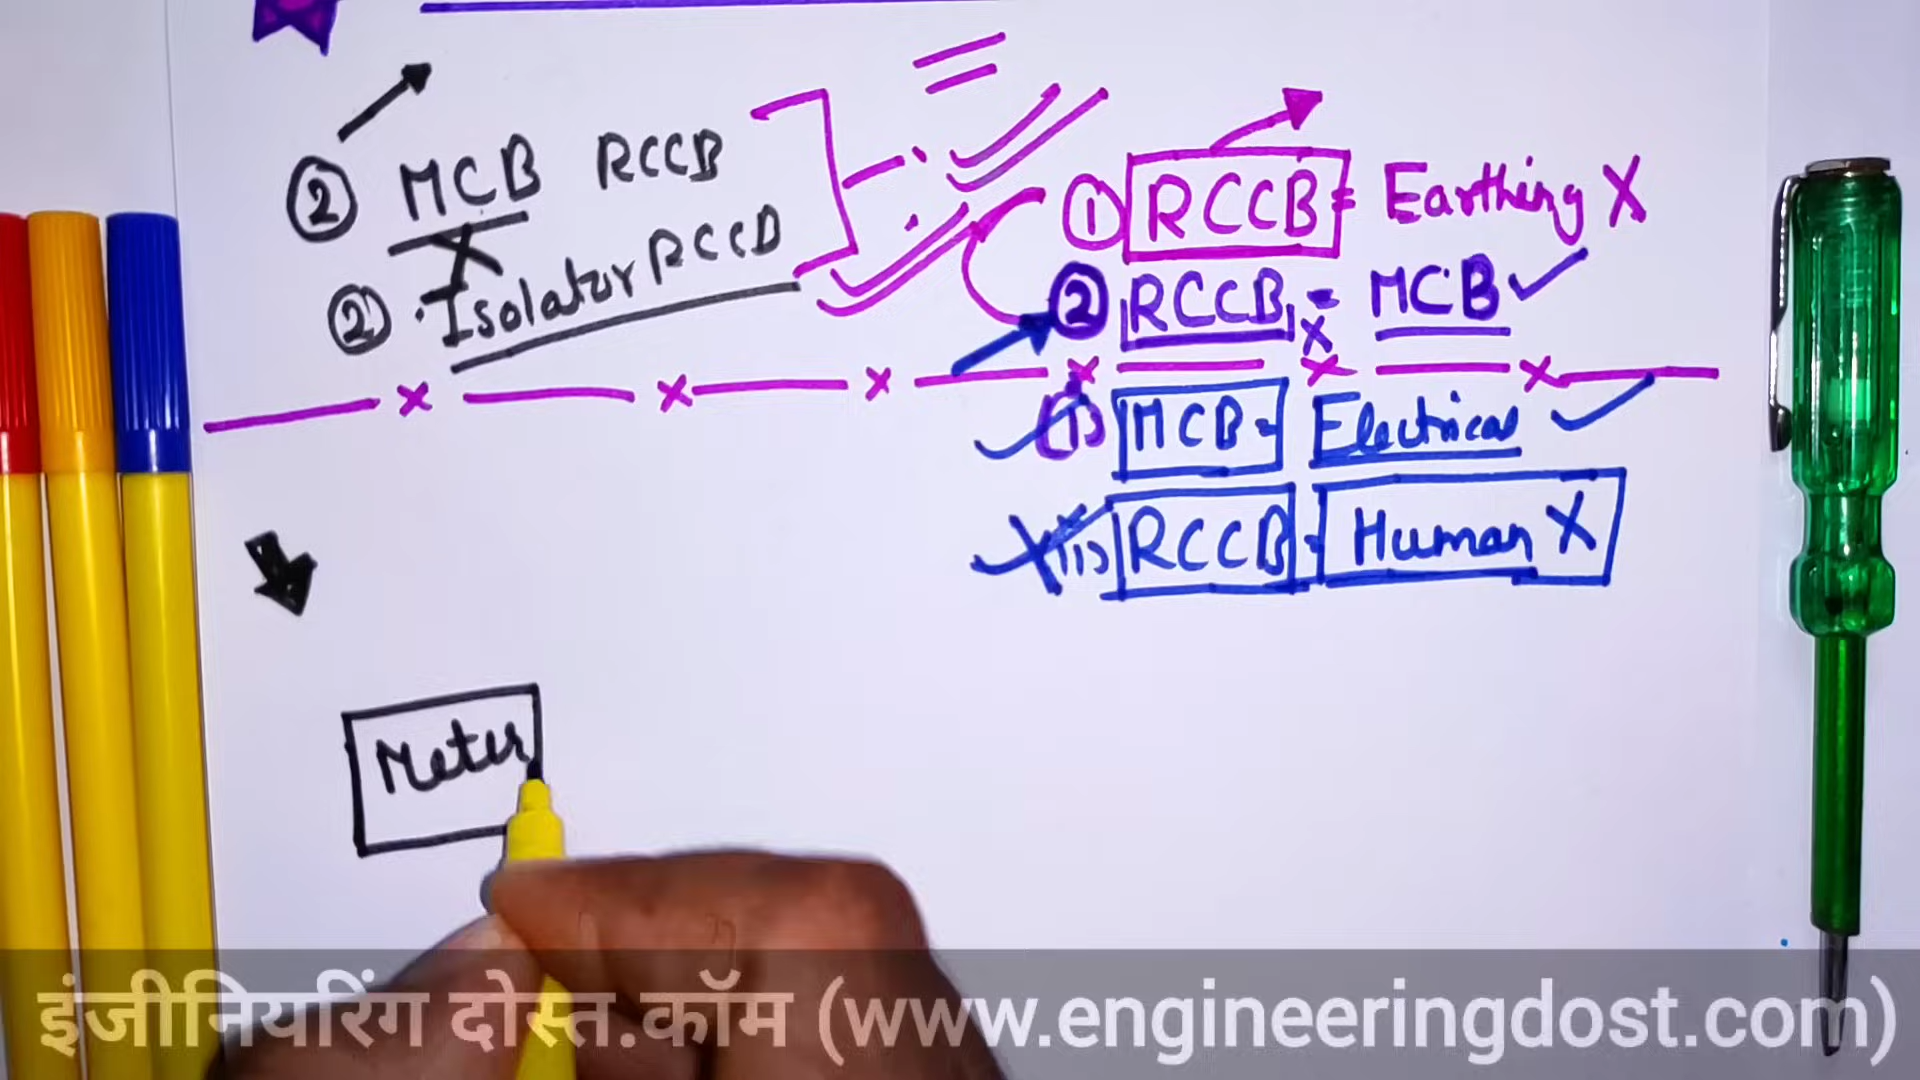 ② MCB RCCB
② Isolator RCCB
① RCCB = Earthing X
② RCCB = MCB ✓
X
(i) MCB = Electrical ✓
(ii) RCCB = Human X
Meter
इंजीनियरिंग दोस्त.कॉम (www.engineeringdost.com)